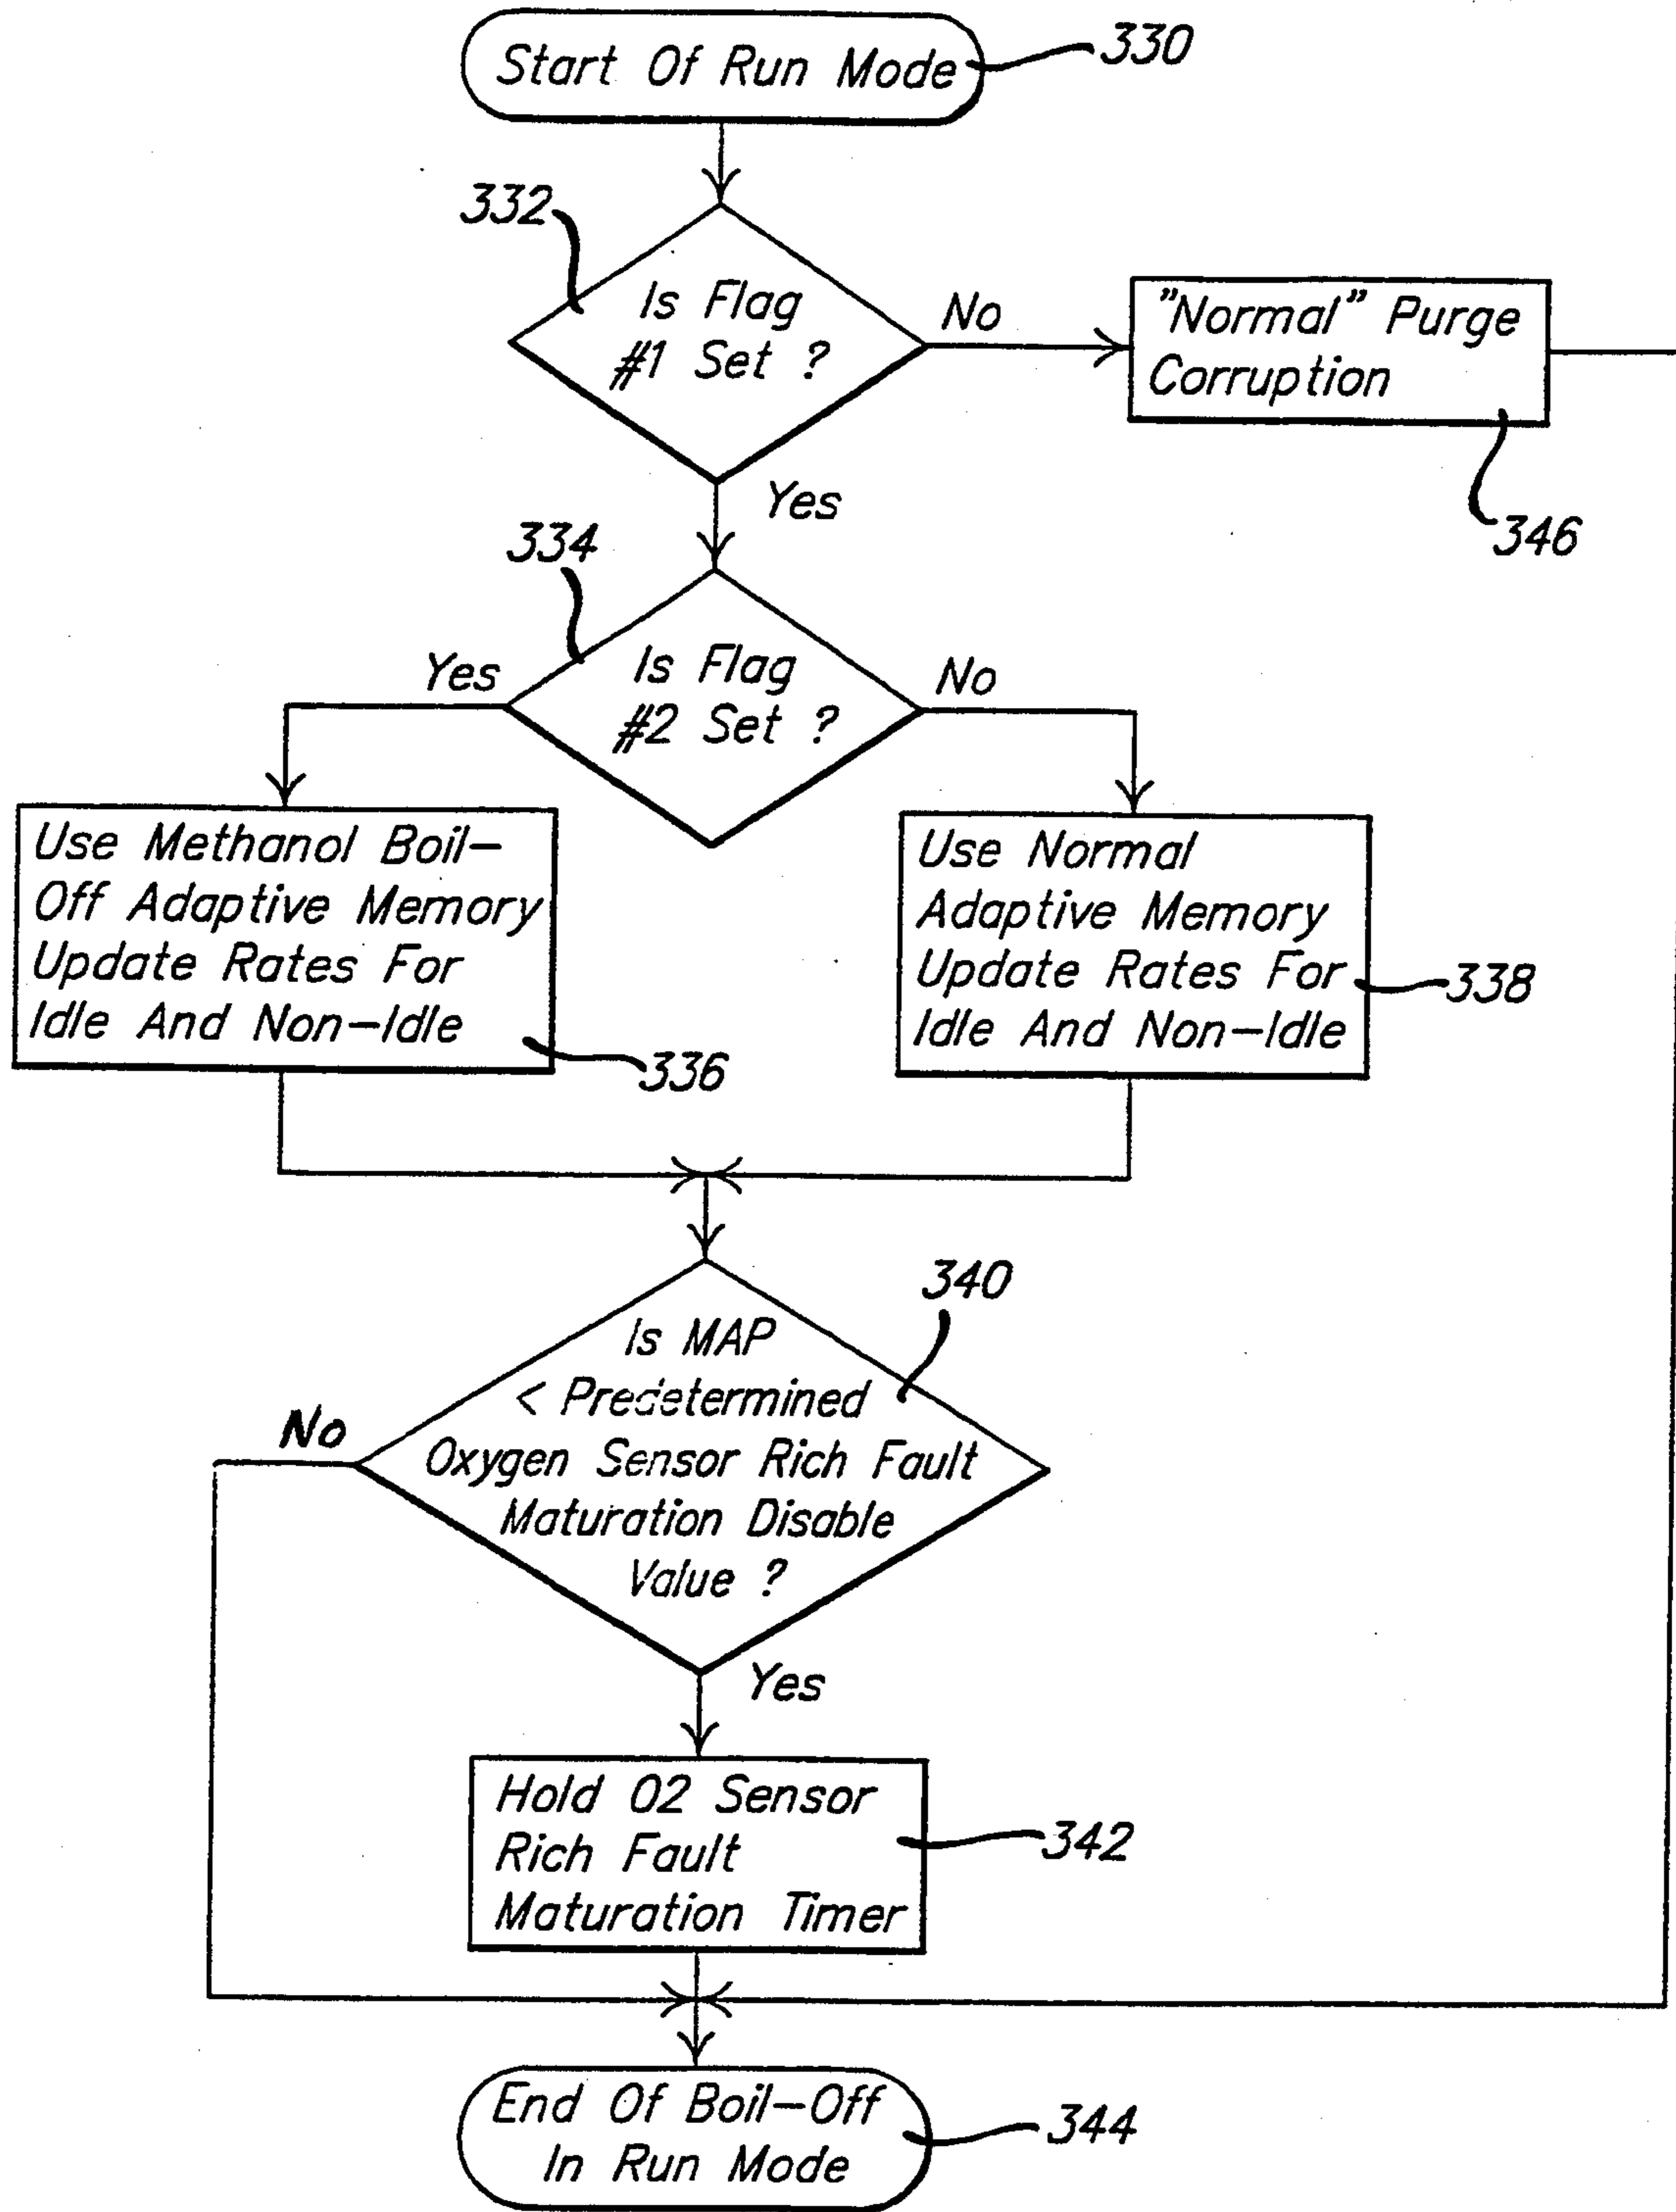 Start Of Run Mode
330
332
Is Flag
#1 Set ?
No
"Normal" Purge
Corruption
346
Yes
334
Is Flag
#2 Set ?
Yes
No
Use Methanol Boil-
Off Adaptive Memory
Update Rates For
Idle And Non-Idle
336
Use Normal
Adaptive Memory
Update Rates For
Idle And Non-Idle
338
340
Is MAP
< Predetermined
Oxygen Sensor Rich Fault
Maturation Disable
Value ?
No
Yes
Hold O2 Sensor
Rich Fault
Maturation Timer
342
End Of Boil-Off
In Run Mode
344